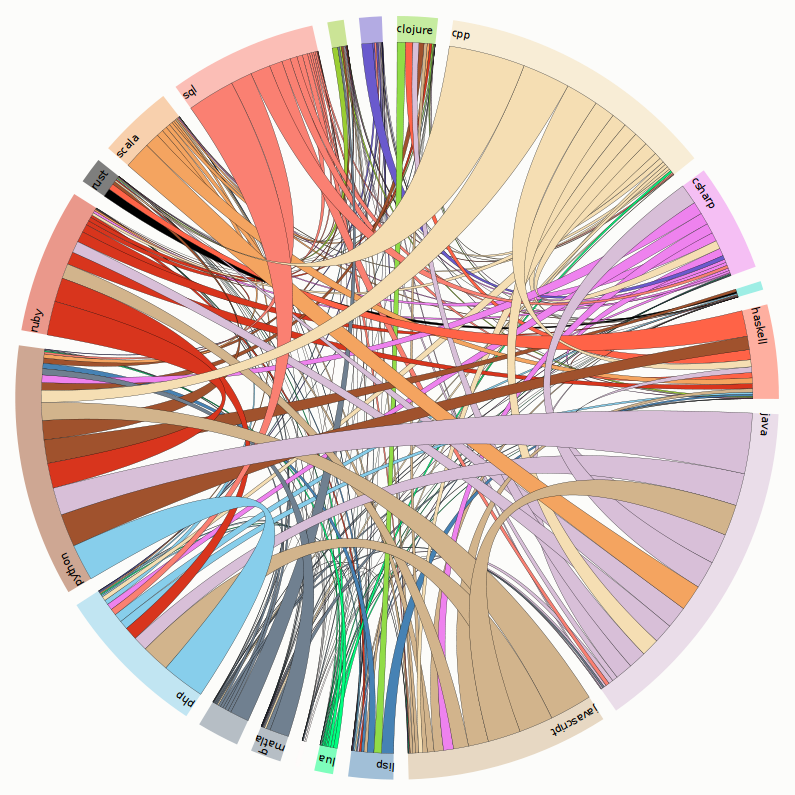 clojure
cpp
csharp
haskell
java
javascript
lisp
lua
matla
php
python
ruby
rust
scala
sql